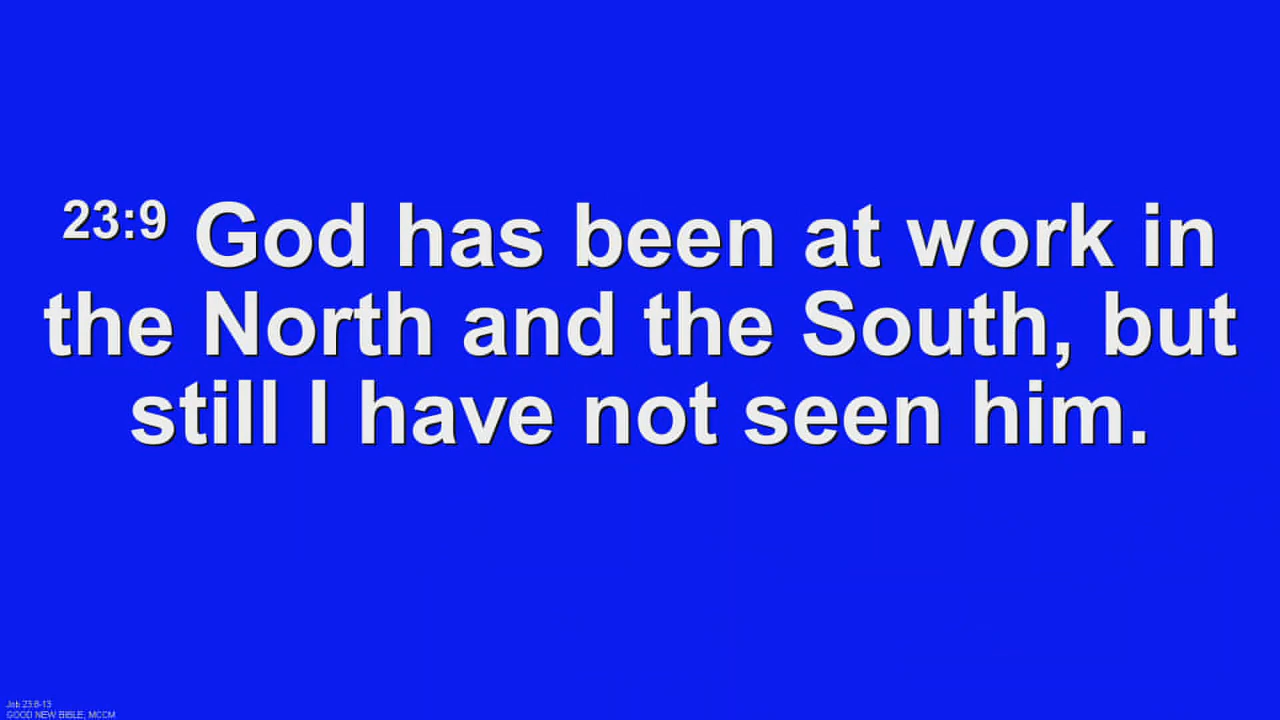 23:9 God has been at work in
the North and the South, but
still I have not seen him.
Job 23:8-13
GOOD NEW BIBLE, MCCM